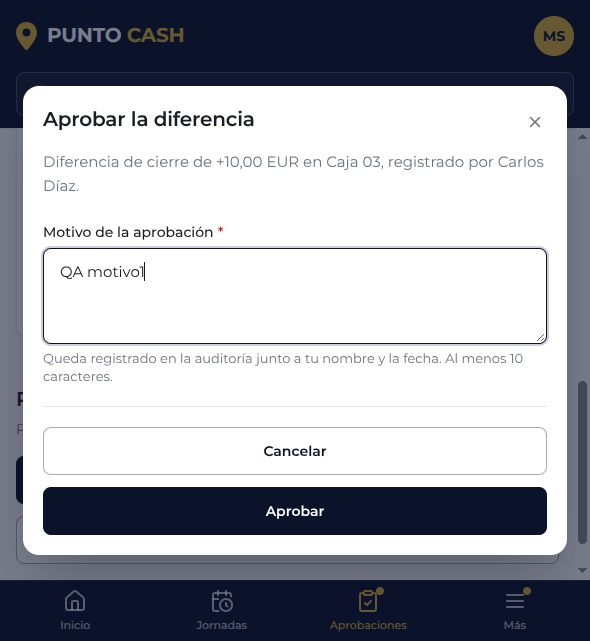 PUNTO CASH
MS
Aprobar la diferencia
Diferencia de cierre de +10,00 EUR en Caja 03, registrado por Carlos
Díaz.
Motivo de la aprobación *
QA motivo1
Queda registrado en la auditoría junto a tu nombre y la fecha. Al menos 10
caracteres.
Cancelar
Aprobar
Inicio
Jornadas
Aprobaciones
Más